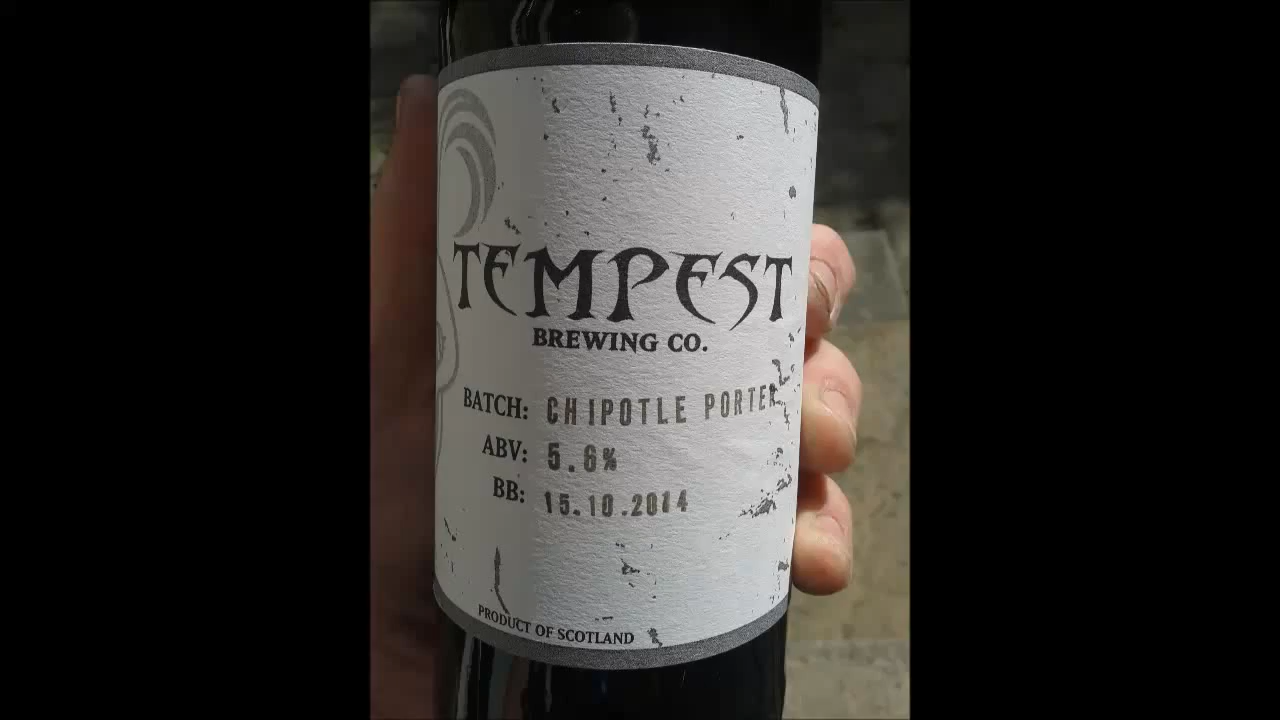 TEMPEST
BREWING CO.
BATCH: CHIPOTLE PORTER
ABV: 5.6%
BB: 15.10.2014
PRODUCT OF SCOTLAND